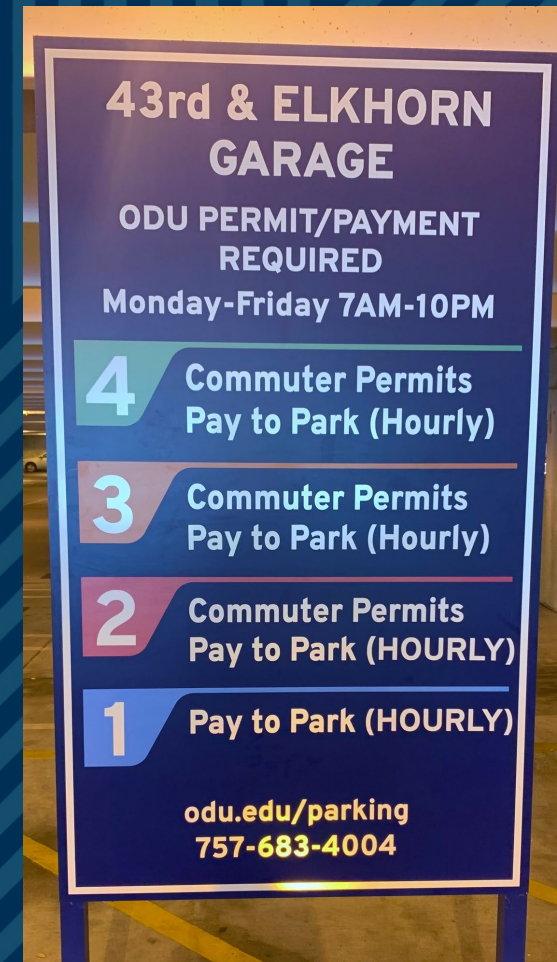 43rd & ELKHORN
GARAGE
ODU PERMIT/PAYMENT
REQUIRED
Monday-Friday 7AM-10PM
4
Commuter Permits
Pay to Park (Hourly)
3
Commuter Permits
Pay to Park (Hourly)
2
Commuter Permits
Pay to Park (HOURLY)
1
Pay to Park (HOURLY)
odu.edu/parking
757-683-4004